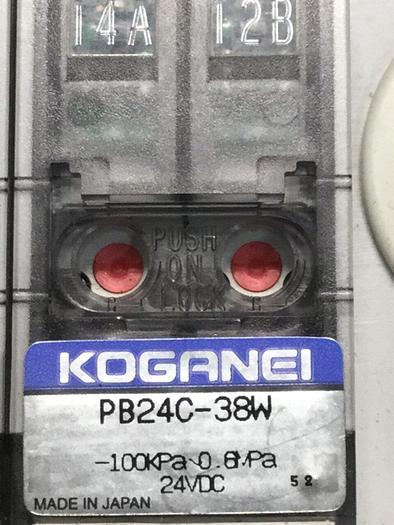 14A 12B
PUSH
ON
LOCK
KOGANEI
PB24C-38W
-100KPa~0.6MPa
24VDC 52
MADE IN JAPAN